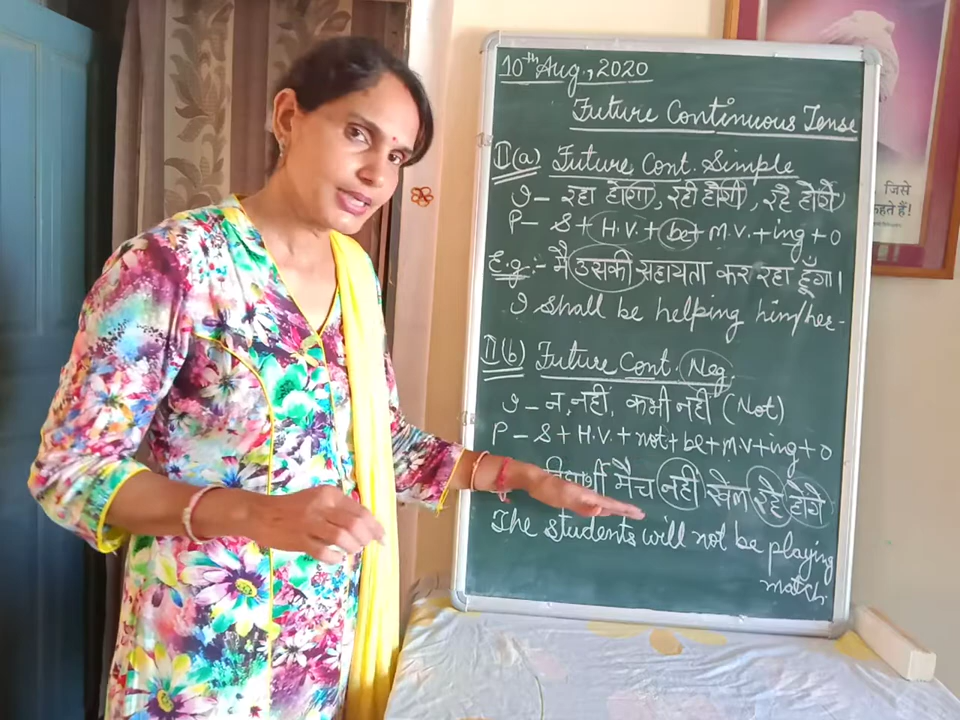 10th Aug., 2020
Future Continuous Tense
II(a) Future Cont. Simple
I – रहा होगा, रही होगी, रहे होंगे
P – S + H.V. + be + M.V. + ing + O
E.g.:- मैं उसकी सहायता कर रहा हूँगा।
I shall be helping him/her.
II(b) Future Cont. Neg
I – न, नहीं, कभी नहीं (Not)
P – S + H.V. + not + be + M.V + ing + O
मैच नहीं खेल रहे होंगे
The students will not be playing
match.
जिसे
कहते हैं!